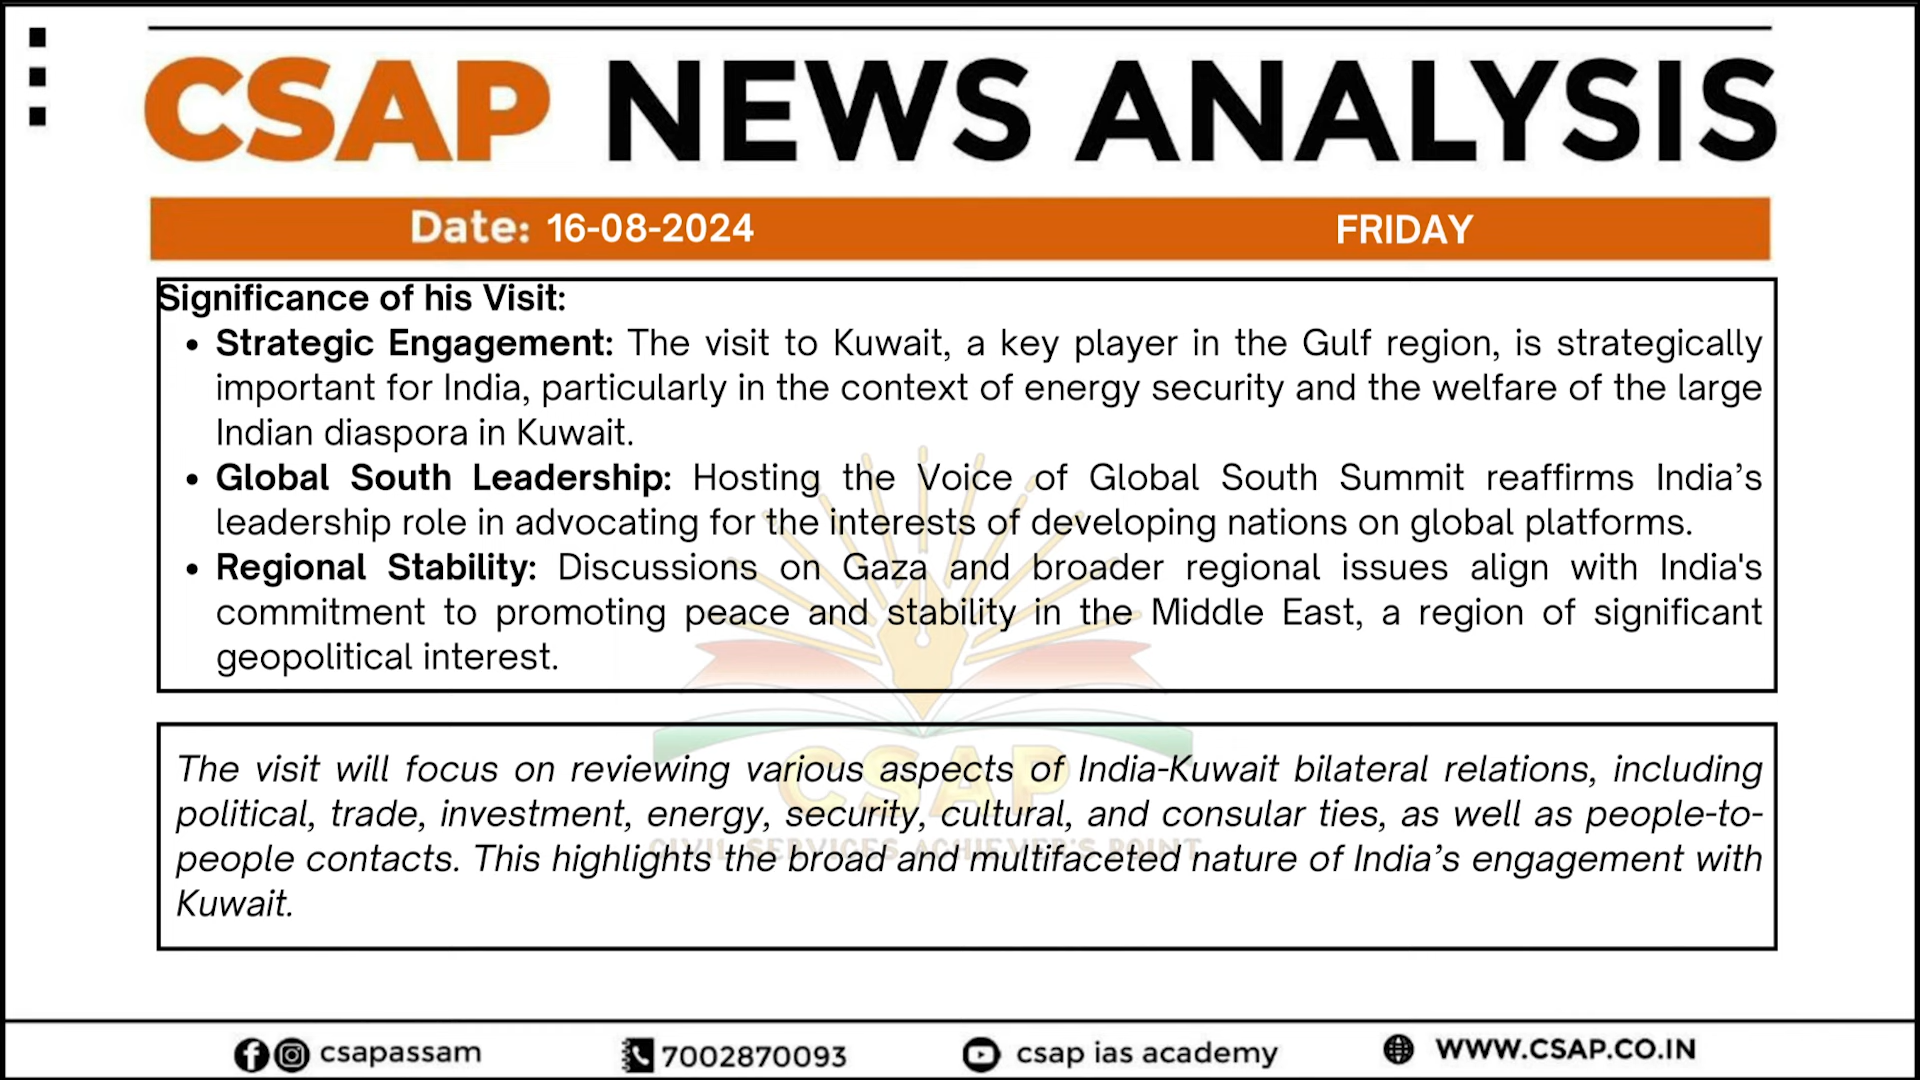 CSAP NEWS ANALYSIS
Date: 16-08-2024 FRIDAY
Significance of his Visit:
• Strategic Engagement: The visit to Kuwait, a key player in the Gulf region, is strategically
important for India, particularly in the context of energy security and the welfare of the large
Indian diaspora in Kuwait.
• Global South Leadership: Hosting the Voice of Global South Summit reaffirms India’s
leadership role in advocating for the interests of developing nations on global platforms.
• Regional Stability: Discussions on Gaza and broader regional issues align with India's
commitment to promoting peace and stability in the Middle East, a region of significant
geopolitical interest.
The visit will focus on reviewing various aspects of India-Kuwait bilateral relations, including
political, trade, investment, energy, security, cultural, and consular ties, as well as people-to-
people contacts. This highlights the broad and multifaceted nature of India’s engagement with
Kuwait.
CSAP
CIVIL SERVICES ACHIEVER'S POINT
csapassam 7002870093 csap ias academy WWW.CSAP.CO.IN